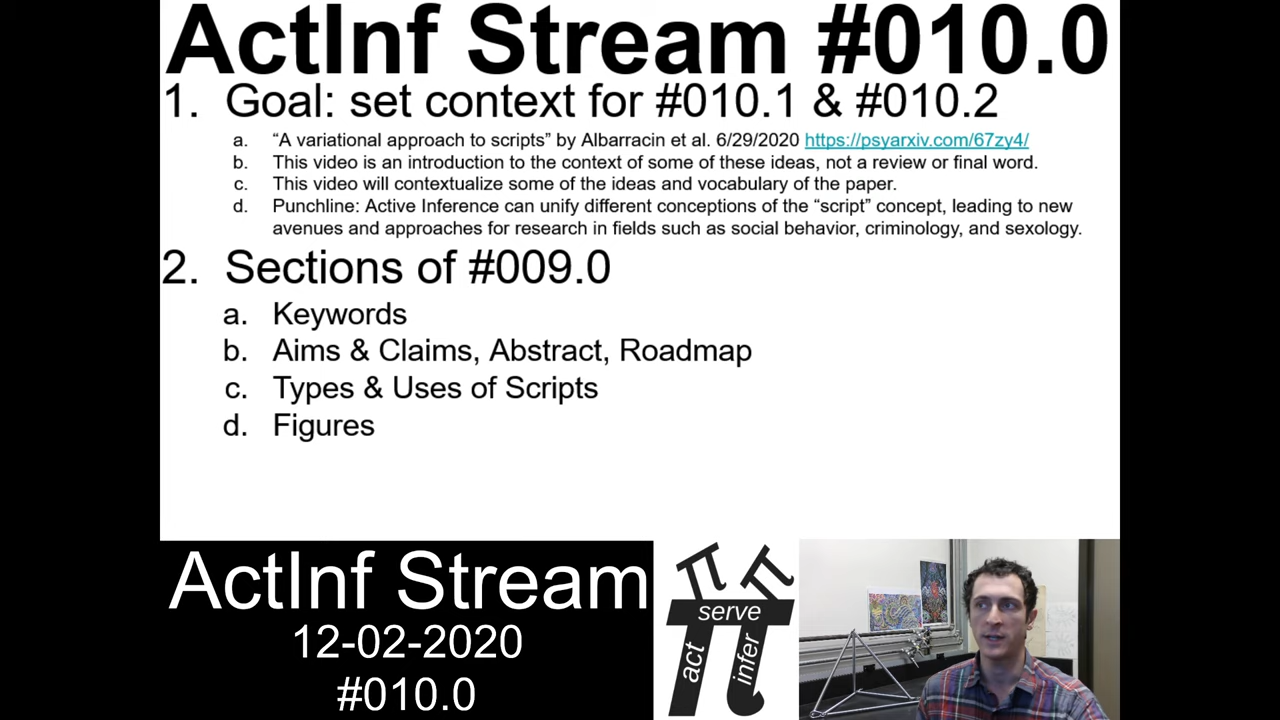 ActInf Stream #010.0
1. Goal: set context for #010.1 & #010.2
a. “A variational approach to scripts” by Albarracin et al. 6/29/2020 https://psyarxiv.com/67zy4/
b. This video is an introduction to the context of some of these ideas, not a review or final word.
c. This video will contextualize some of the ideas and vocabulary of the paper.
d. Punchline: Active Inference can unify different conceptions of the “script” concept, leading to new
avenues and approaches for research in fields such as social behavior, criminology, and sexology.
2. Sections of #009.0
a. Keywords
b. Aims & Claims, Abstract, Roadmap
c. Types & Uses of Scripts
d. Figures
ActInf Stream
12-02-2020
#010.0
serve
act
infer